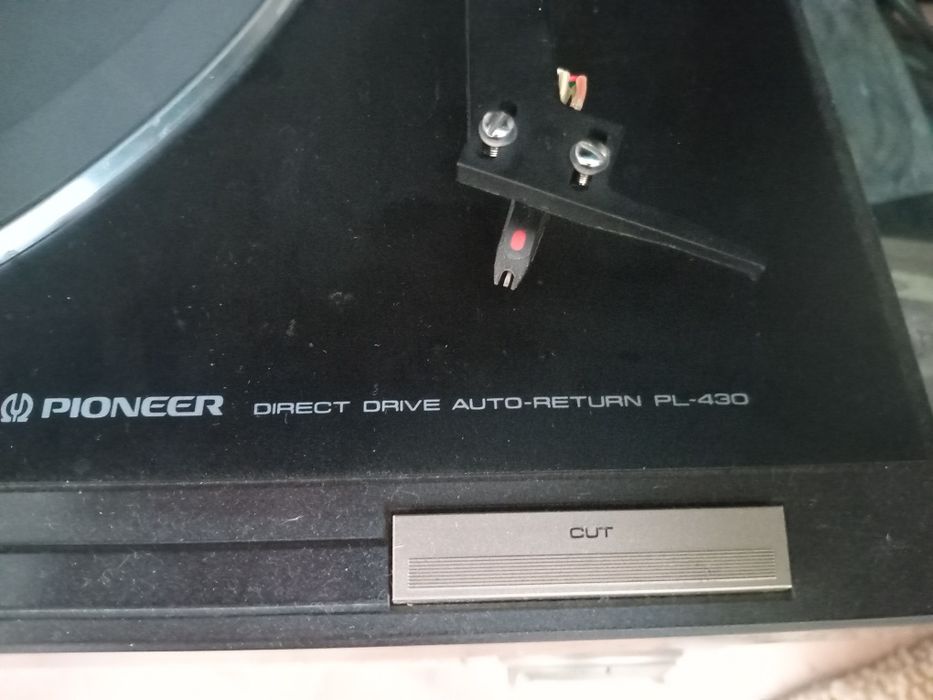 PIONEER DIRECT DRIVE AUTO-RETURN PL-430
CUT